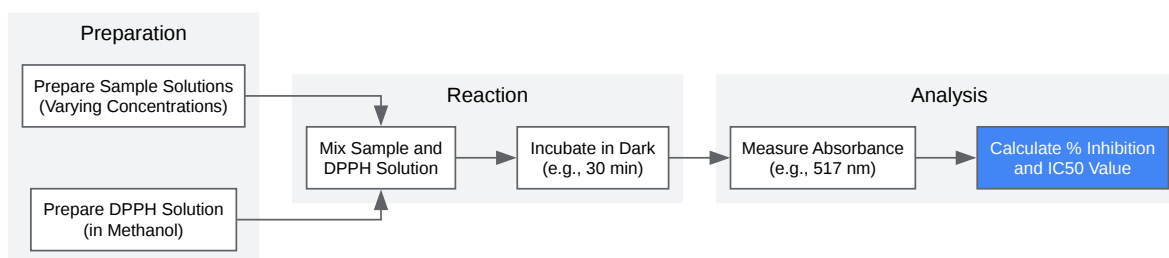 Preparation
Prepare Sample Solutions
(Varying Concentrations)
Prepare DPPH Solution
(in Methanol)
Reaction
Mix Sample and
DPPH Solution
Incubate in Dark
(e.g., 30 min)
Analysis
Measure Absorbance
(e.g., 517 nm)
Calculate % Inhibition
and IC50 Value